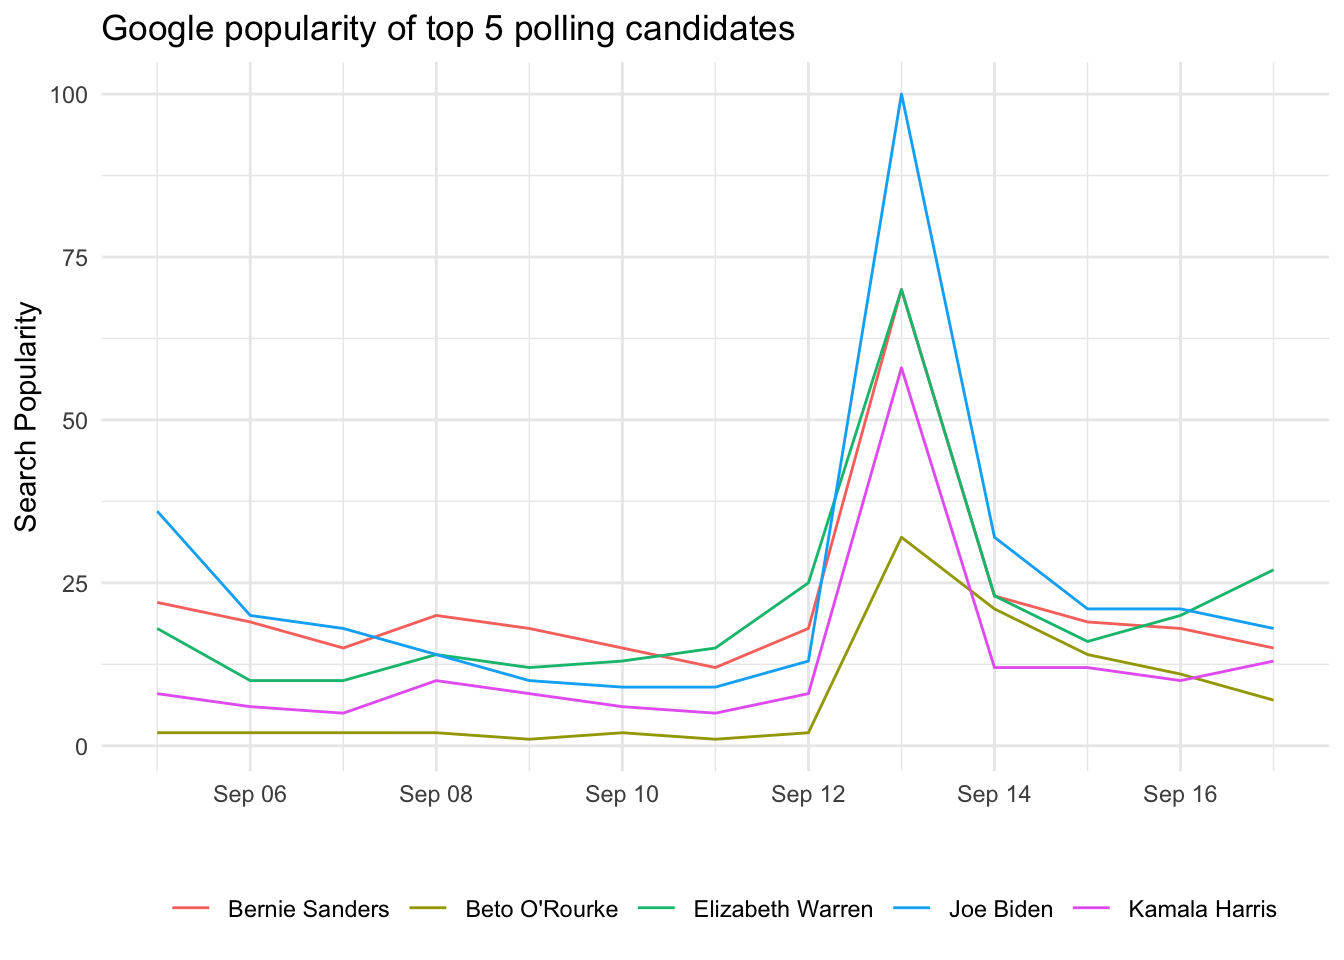 Google popularity of top 5 polling candidates
100
75
50
25
0
Search Popularity
Sep 06 Sep 08 Sep 10 Sep 12 Sep 14 Sep 16
Bernie Sanders Beto O'Rourke Elizabeth Warren Joe Biden Kamala Harris